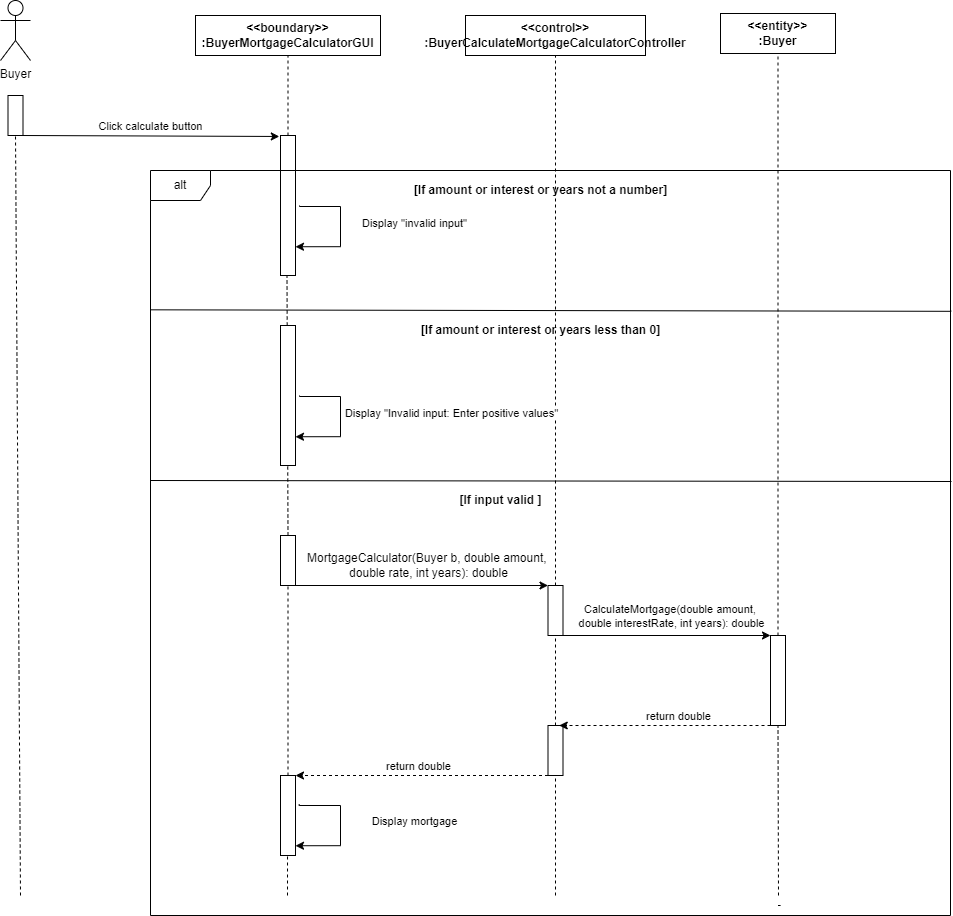 <<boundary>>
:BuyerMortgageCalculatorGUI
<<control>>
:BuyerCalculateMortgageCalculatorController
<<entity>>
:Buyer
Buyer
Click calculate button
alt
[If amount or interest or years not a number]
Display "invalid input"
[If amount or interest or years less than 0]
Display "Invalid input: Enter positive values"
[If input valid ]
MortgageCalculator(Buyer b, double amount,
double rate, int years): double
CalculateMortgage(double amount,
double interestRate, int years): double
return double
return double
Display mortgage